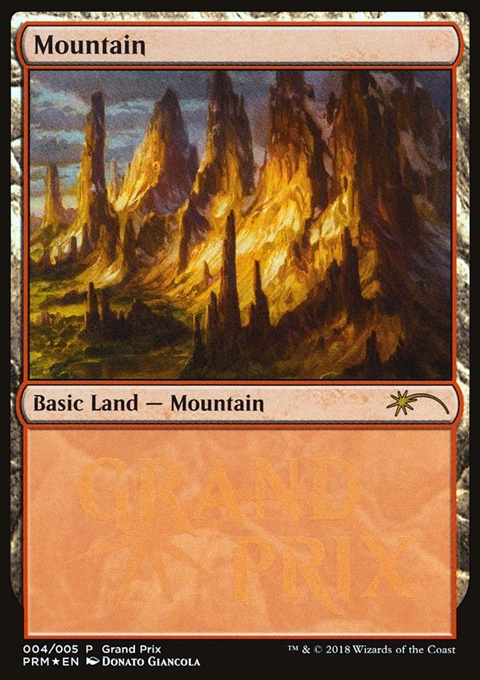 Mountain
Basic Land — Mountain
GRAND
PRIX
004/005 P Grand Prix
PRM★EN Donato Giancola
™ & © 2018 Wizards of the Coast